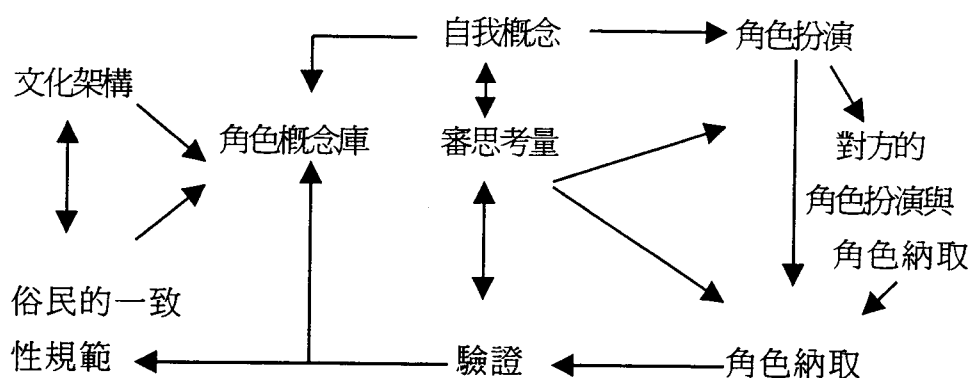 自我概念
角色扮演
文化架構
角色概念庫
審思考量
對方的
角色扮演與
角色納取
俗民的一致
性規範
驗證
角色納取